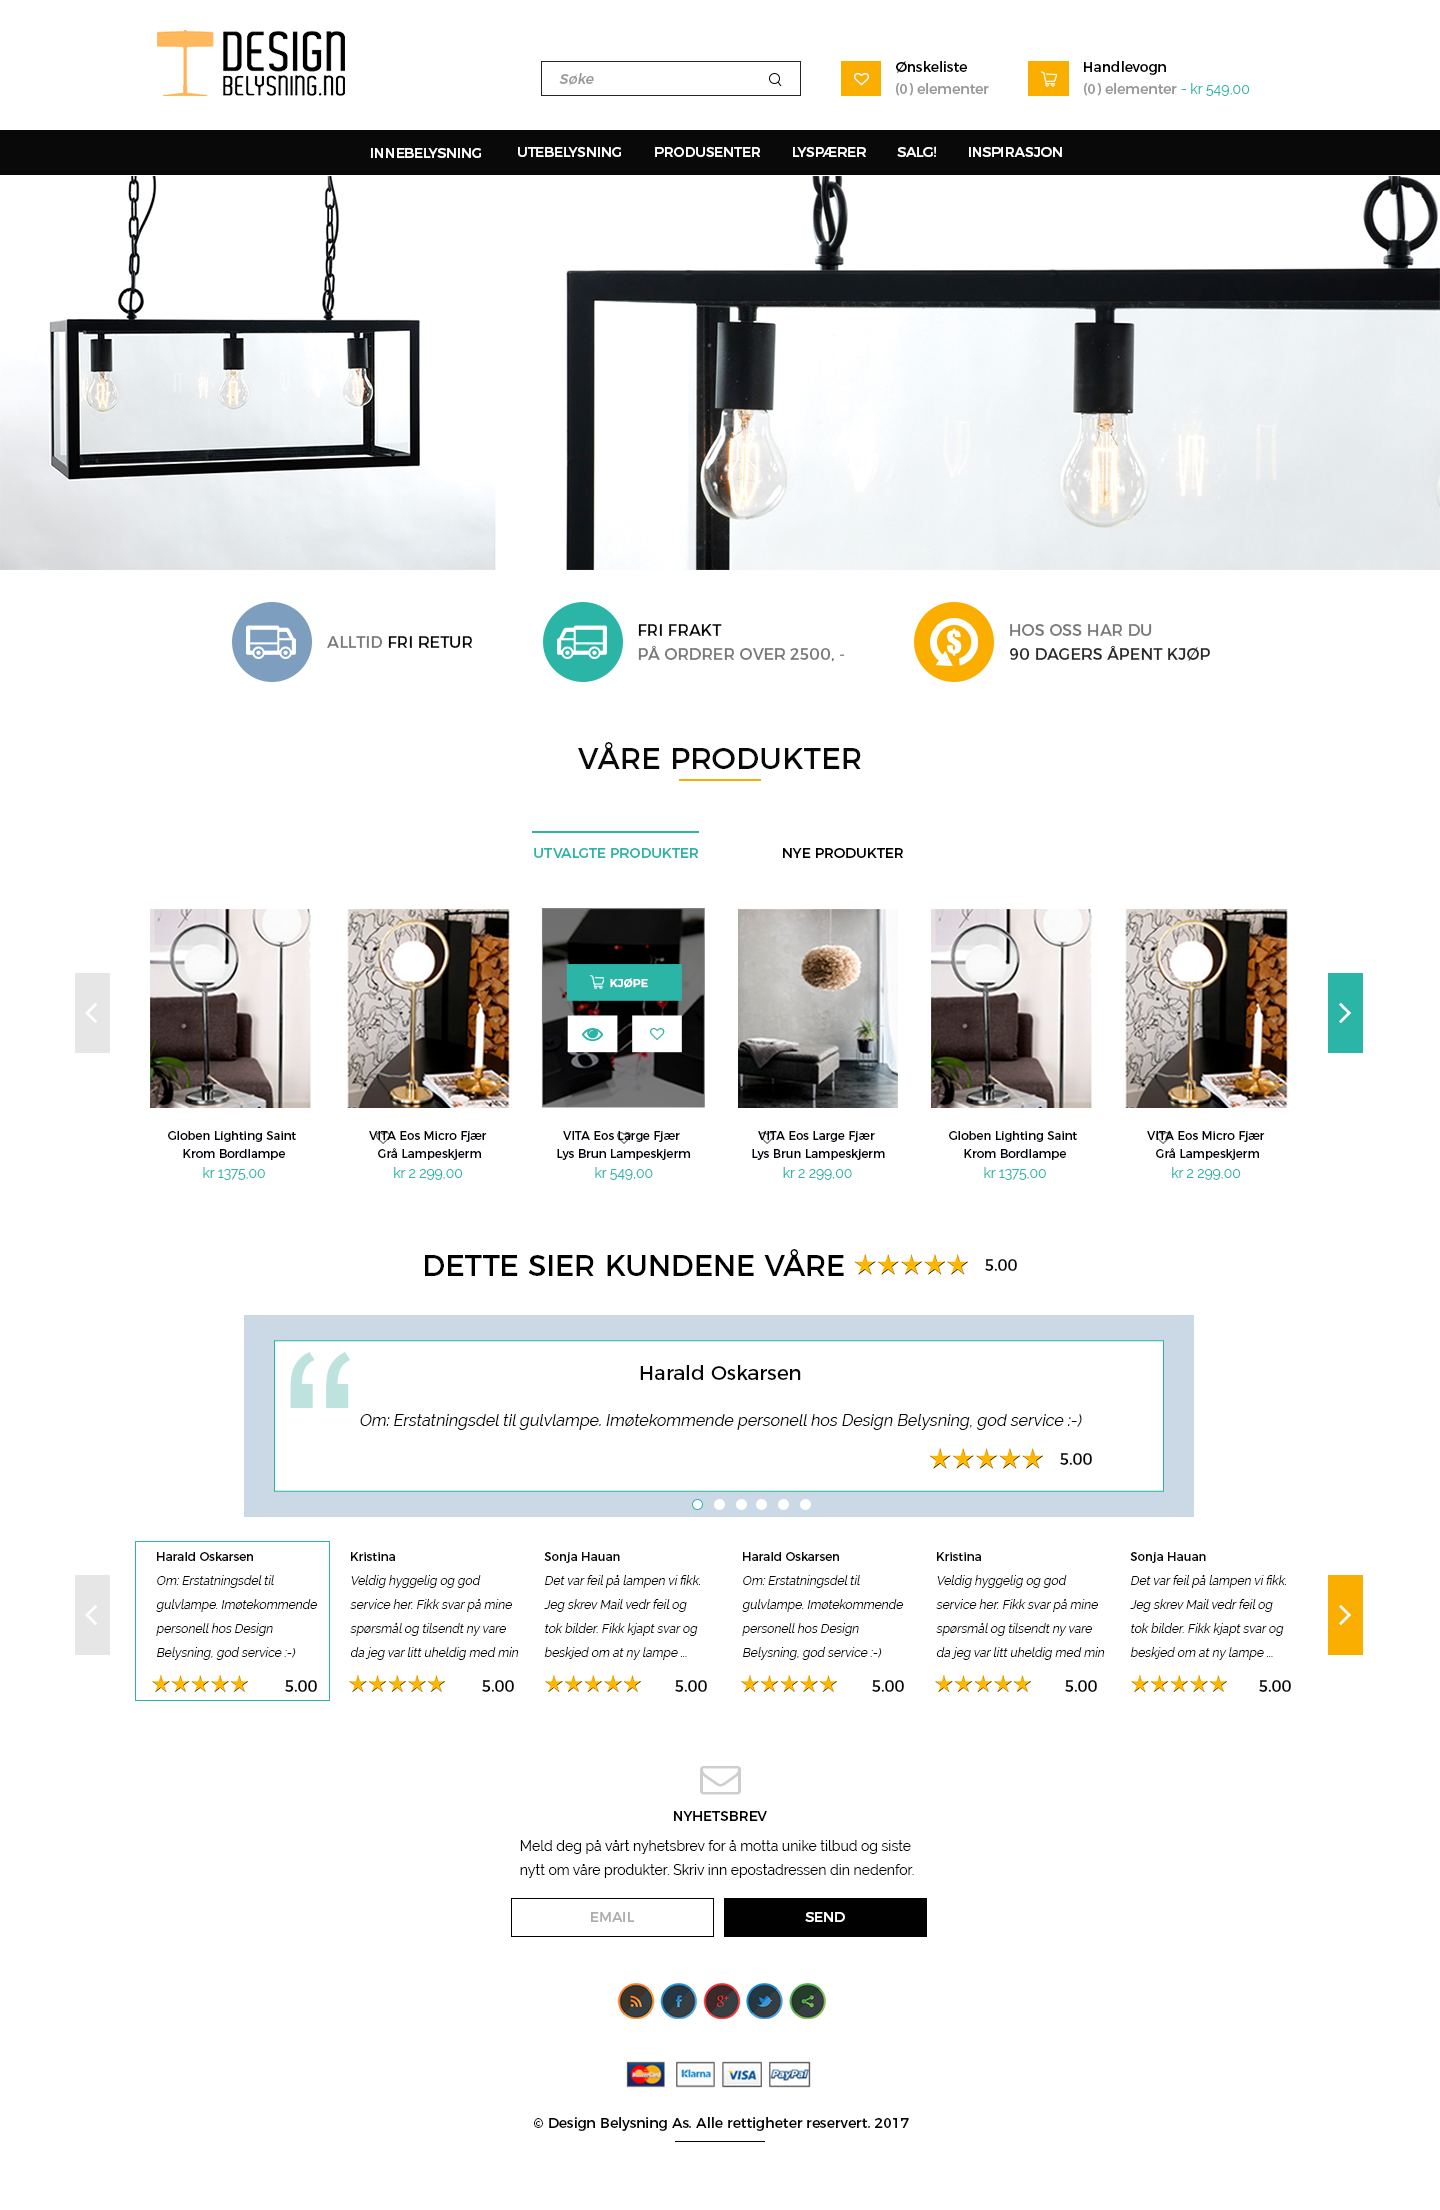 DESIGN
BELYSNING.NO
Søke
Ønskeliste
(0) elementer
Handlevogn
(0) elementer - kr 549,00
INNEBELYSNING UTEBELYSNING PRODUSENTER LYSPÆRER SALG! INSPIRASJON
ALLTID FRI RETUR
FRI FRAKT
PÅ ORDRER OVER 2500, -
HOS OSS HAR DU
90 DAGERS ÅPENT KJØP
VÅRE PRODUKTER
UTVALGTE PRODUKTER NYE PRODUKTER
KJØPE
Globen Lighting Saint
Krom Bordlampe
kr 1375,00
VITA Eos Micro Fjær
Grå Lampeskjerm
kr 2 299,00
VITA Eos Large Fjær
Lys Brun Lampeskjerm
kr 549,00
VITA Eos Large Fjær
Lys Brun Lampeskjerm
kr 2 299,00
Globen Lighting Saint
Krom Bordlampe
kr 1375,00
VITA Eos Micro Fjær
Grå Lampeskjerm
kr 2 299,00
DETTE SIER KUNDENE VÅRE 5.00
Harald Oskarsen
Om: Erstatningsdel til gulvlampe. Imøtekommende personell hos Design Belysning, god service :-)
5.00
Harald Oskarsen
Om: Erstatningsdel til
gulvlampe. Imøtekommende
personell hos Design
Belysning, god service :-)
5.00
Kristina
Veldig hyggelig og god
service her. Fikk svar på mine
spørsmål og tilsendt ny vare
da jeg var litt uheldig med min
5.00
Sonja Hauan
Det var feil på lampen vi fikk.
Jeg skrev Mail vedr feil og
tok bilder. Fikk kjapt svar og
beskjed om at ny lampe ...
5.00
Harald Oskarsen
Om: Erstatningsdel til
gulvlampe. Imøtekommende
personell hos Design
Belysning, god service :-)
5.00
Kristina
Veldig hyggelig og god
service her. Fikk svar på mine
spørsmål og tilsendt ny vare
da jeg var litt uheldig med min
5.00
Sonja Hauan
Det var feil på lampen vi fikk.
Jeg skrev Mail vedr feil og
tok bilder. Fikk kjapt svar og
beskjed om at ny lampe ...
5.00
NYHETSBREV
Meld deg på vårt nyhetsbrev for å motta unike tilbud og siste
nytt om våre produkter. Skriv inn epostadressen din nedenfor.
EMAIL SEND
MasterCard Klarna VISA PayPal
© Design Belysning As. Alle rettigheter reservert. 2017